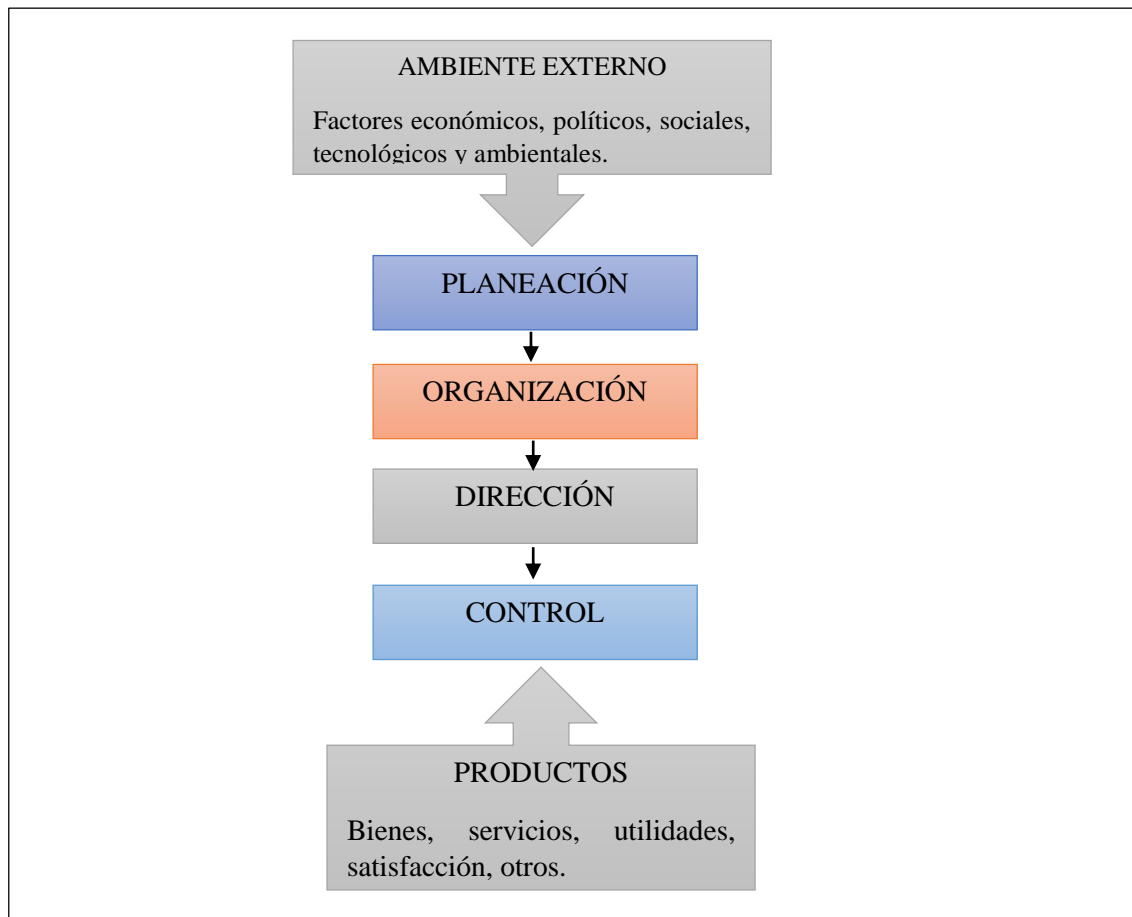 AMBIENTE EXTERNO
Factores económicos, políticos, sociales,
tecnológicos y ambientales.
PLANEACIÓN
ORGANIZACIÓN
DIRECCIÓN
CONTROL
PRODUCTOS
Bienes, servicios, utilidades,
satisfacción, otros.